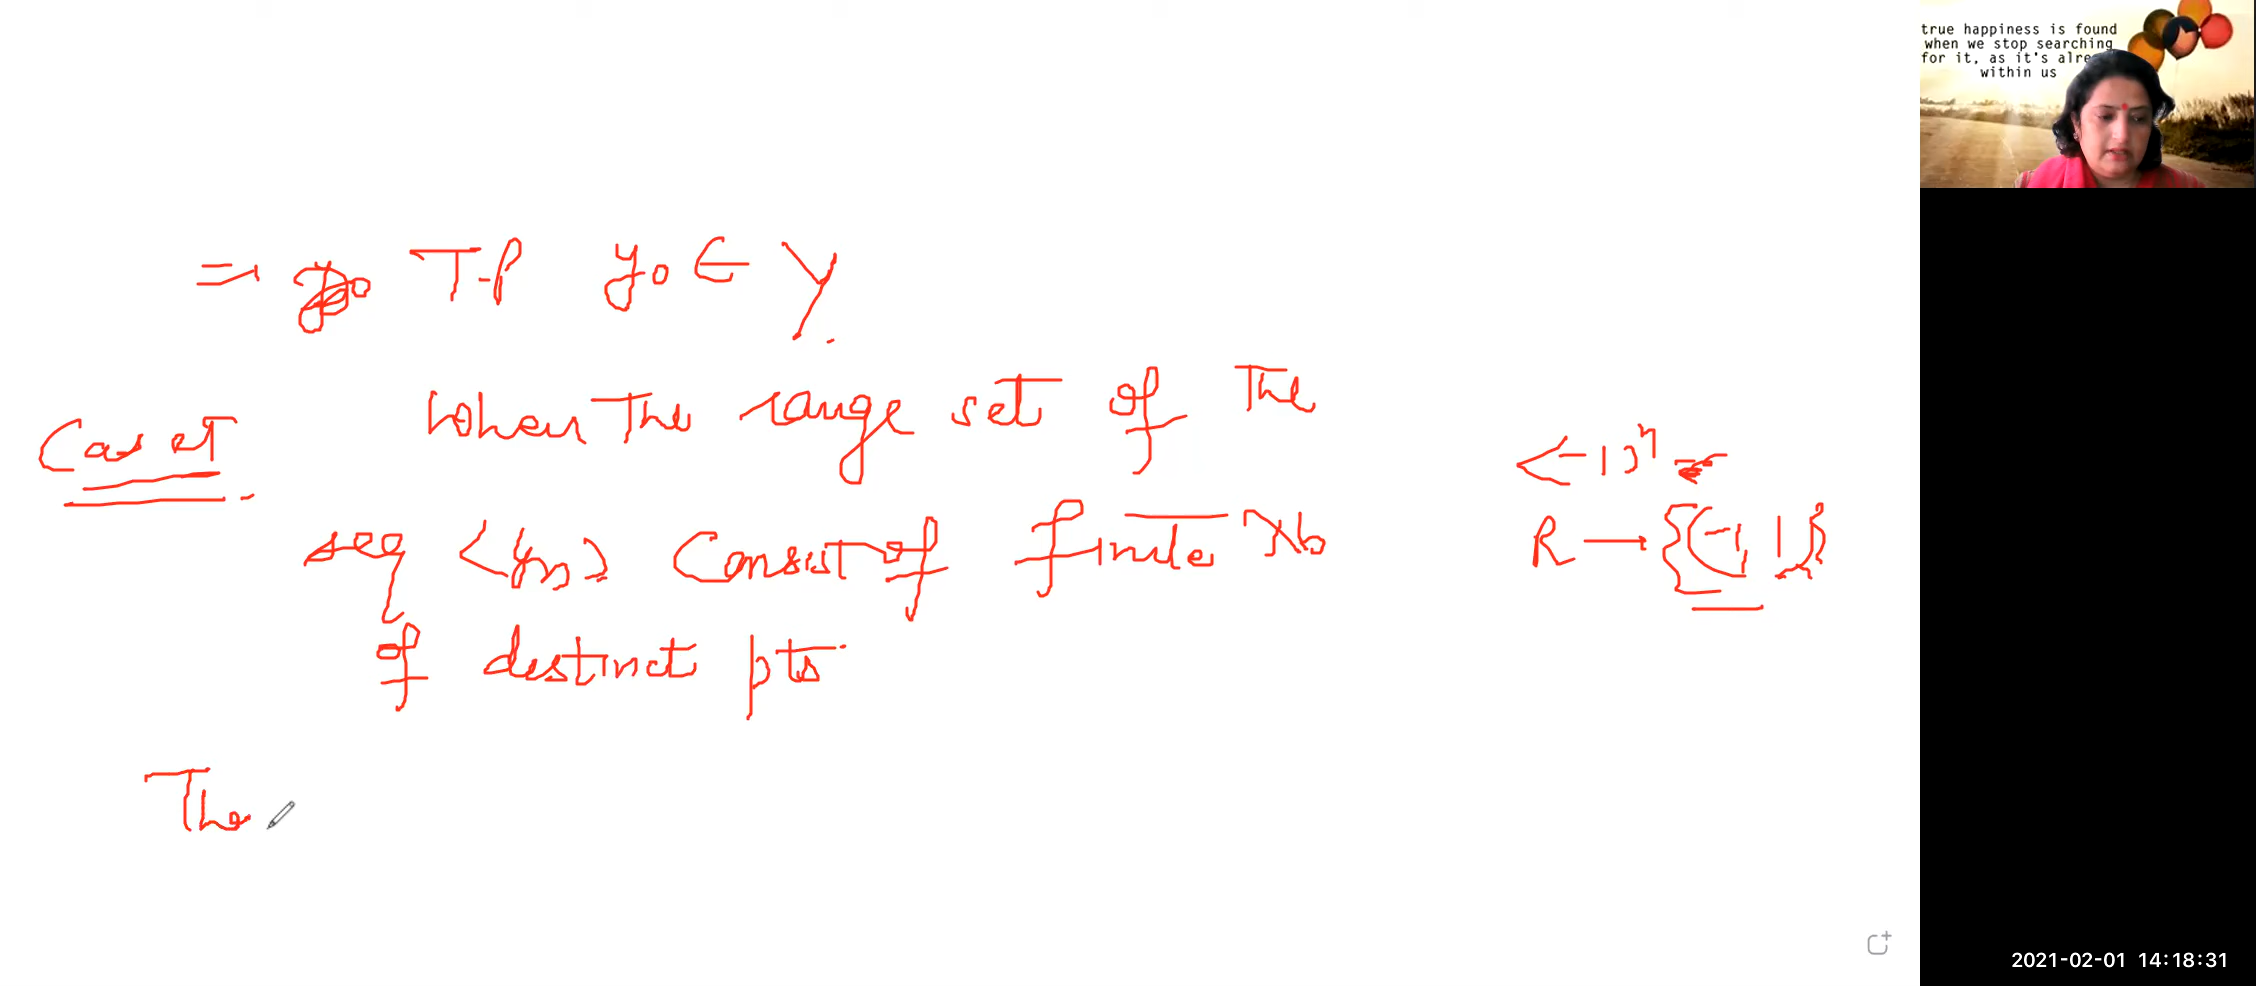 ⇒ T.P y₀ ∈ Y.
Case I When The range set of The
seq <yₙ> Consist of finite No
of distinct pts.
The
<(-1)ⁿ>
R → {(-1, 1)}
true happiness is found
when we stop searching
for it, as it's alre
within us
2021-02-01 14:18:31